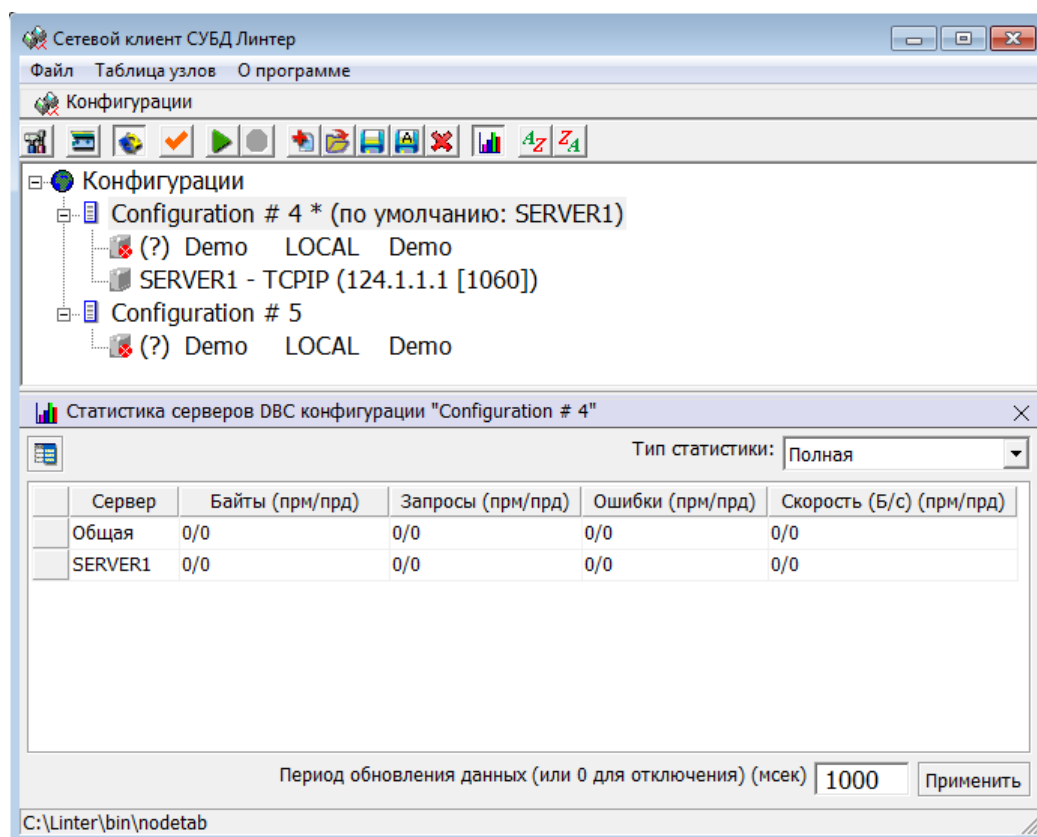 Сетевой клиент СУБД Линтер
Файл Таблица узлов О программе
Конфигурации
A AZ ZA
Конфигурации
Configuration # 4 * (по умолчанию: SERVER1)
(?) Demo LOCAL Demo
SERVER1 - TCPIP (124.1.1.1 [1060])
Configuration # 5
(?) Demo LOCAL Demo
Статистика серверов DBC конфигурации "Configuration # 4"
Тип статистики: Полная
Сервер Байты (прм/прд) Запросы (прм/прд) Ошибки (прм/прд) Скорость (Б/с) (прм/прд)
Общая 0/0 0/0 0/0 0/0
SERVER1 0/0 0/0 0/0 0/0
Период обновления данных (или 0 для отключения) (мсек) 1000 Применить
C:\Linter\bin\nodetab